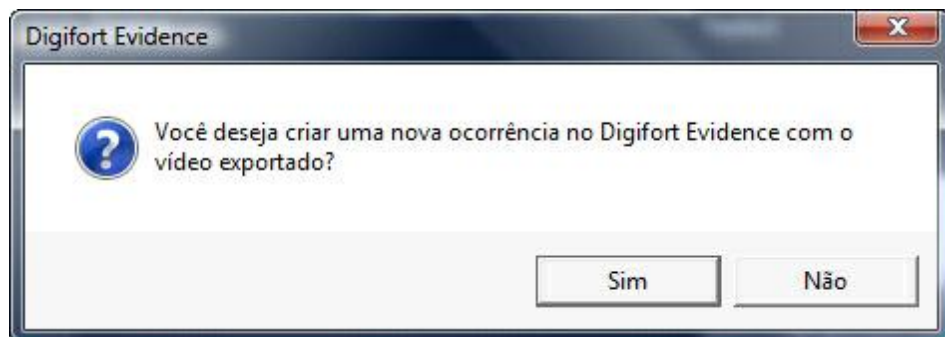 Digifort Evidence
Você deseja criar uma nova ocorrência no Digifort Evidence com o
vídeo exportado?
Sim
Não